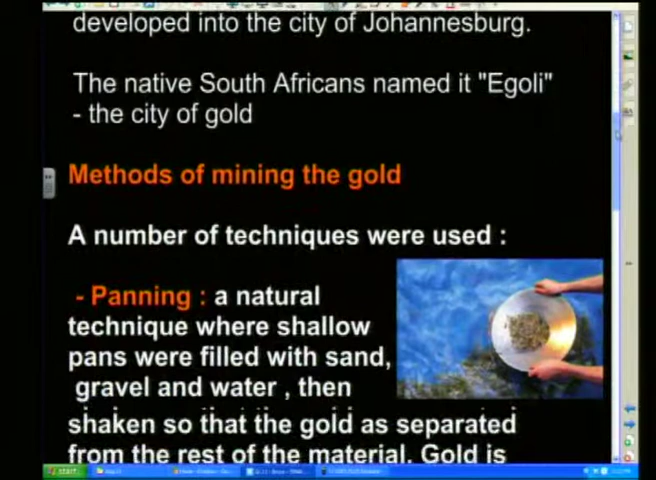 developed into the city of Johannesburg.
The native South Africans named it "Egoli"
- the city of gold
Methods of mining the gold
A number of techniques were used :
- Panning : a natural
technique where shallow
pans were filled with sand,
gravel and water , then
shaken so that the gold as separated
from the rest of the material. Gold is